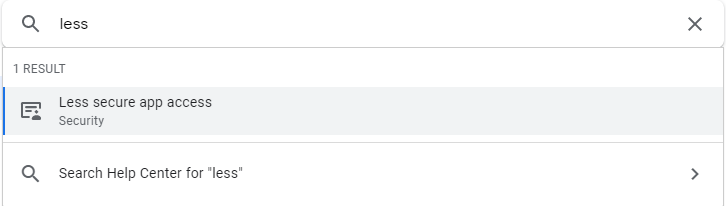 less
1 RESULT
Less secure app access
Security
Search Help Center for "less"